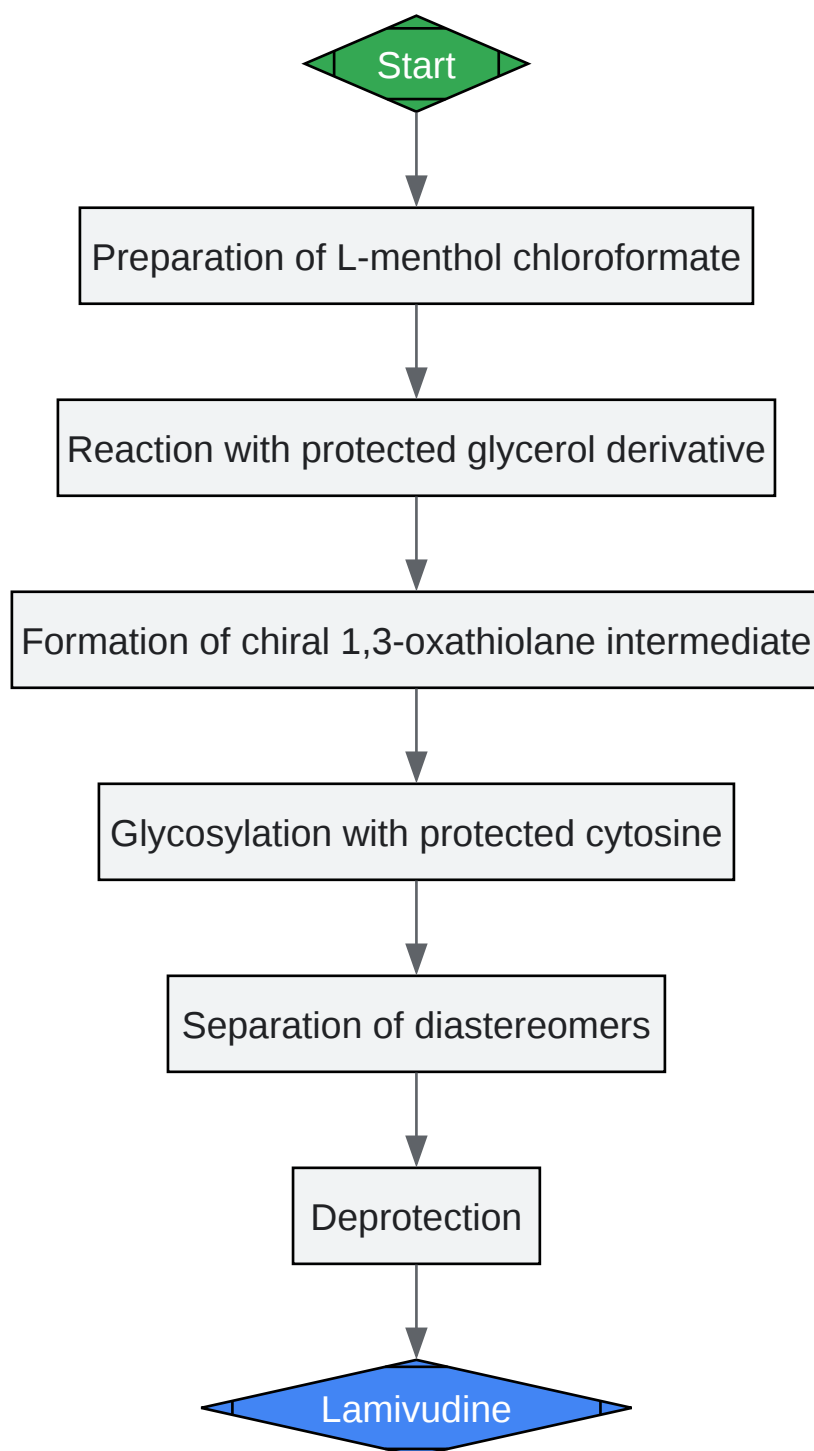 Start
Preparation of L-menthol chloroformate
Reaction with protected glycerol derivative
Formation of chiral 1,3-oxathiolane intermediate
Glycosylation with protected cytosine
Separation of diastereomers
Deprotection
Lamivudine